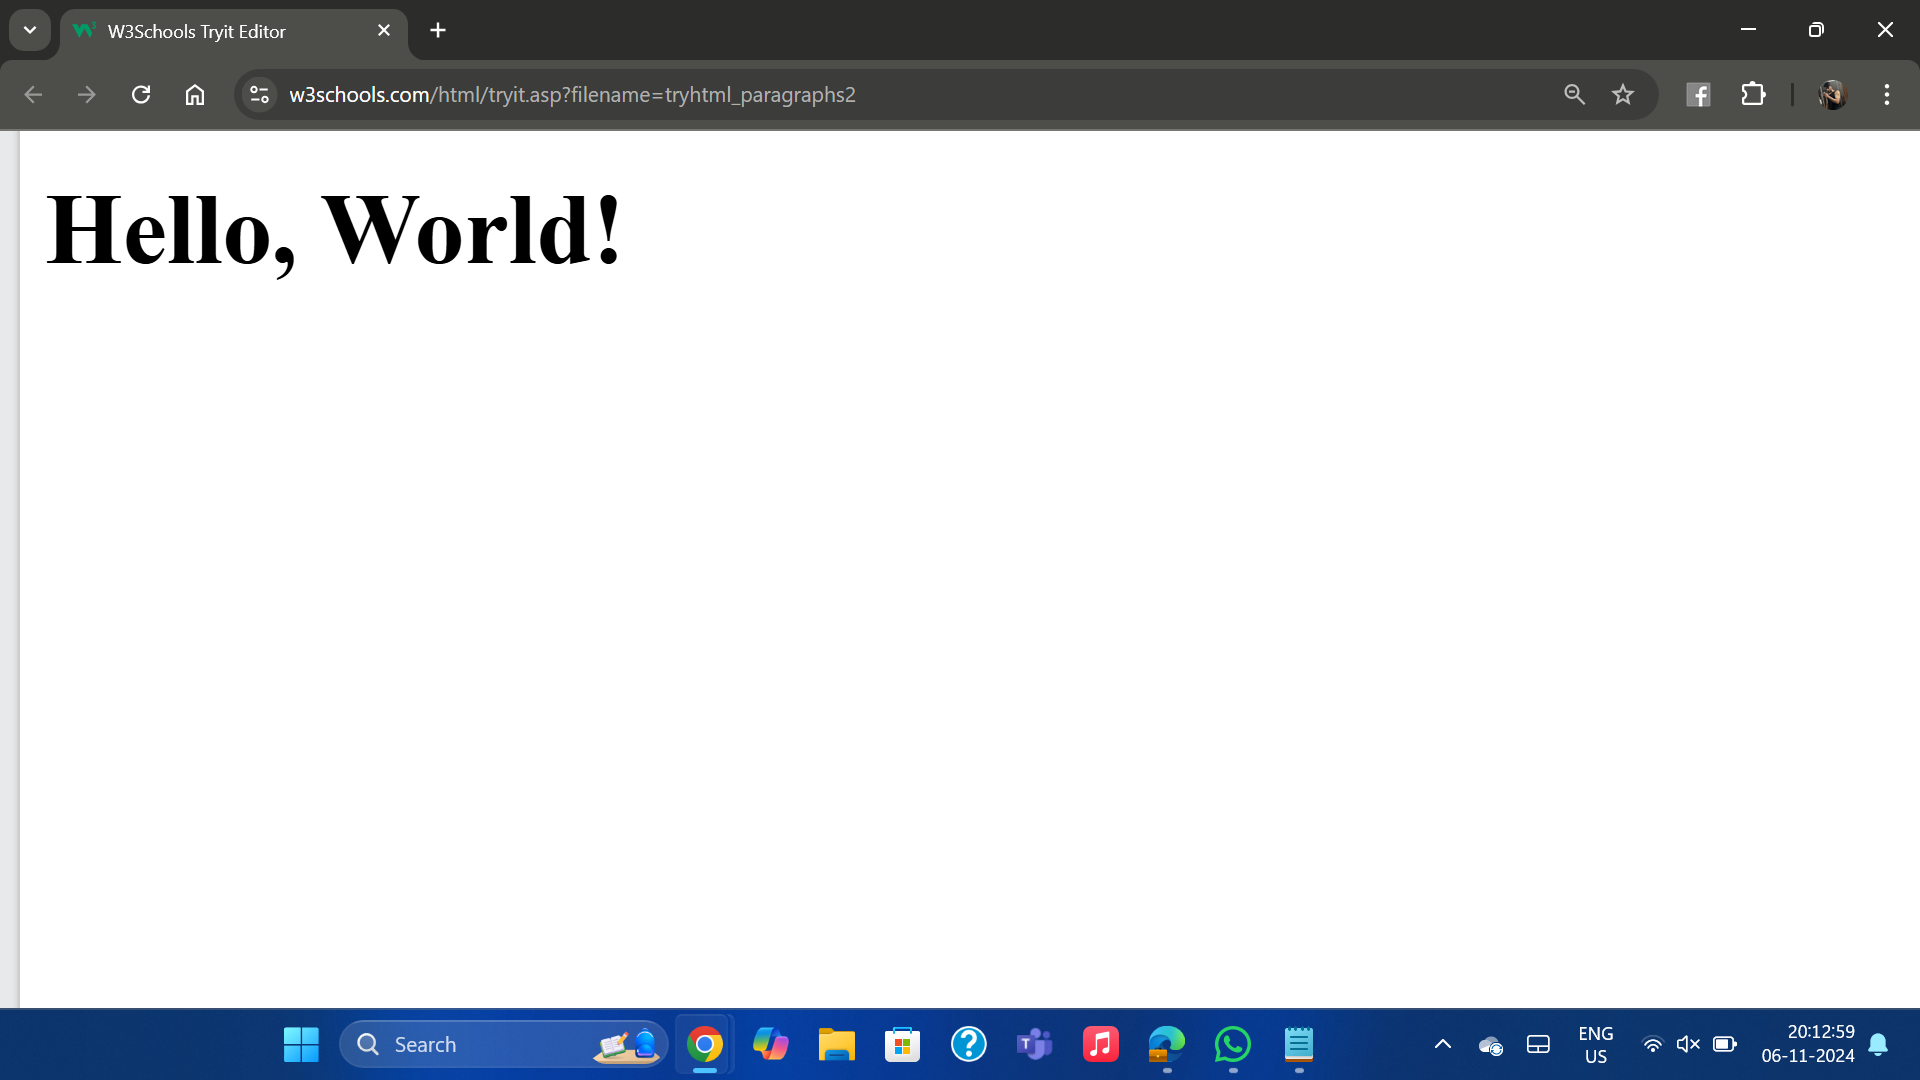 W3Schools Tryit Editor
w3schools.com/html/tryit.asp?filename=tryhtml_paragraphs2
Hello, World!
Search
ENG
US
20:12:59
06-11-2024